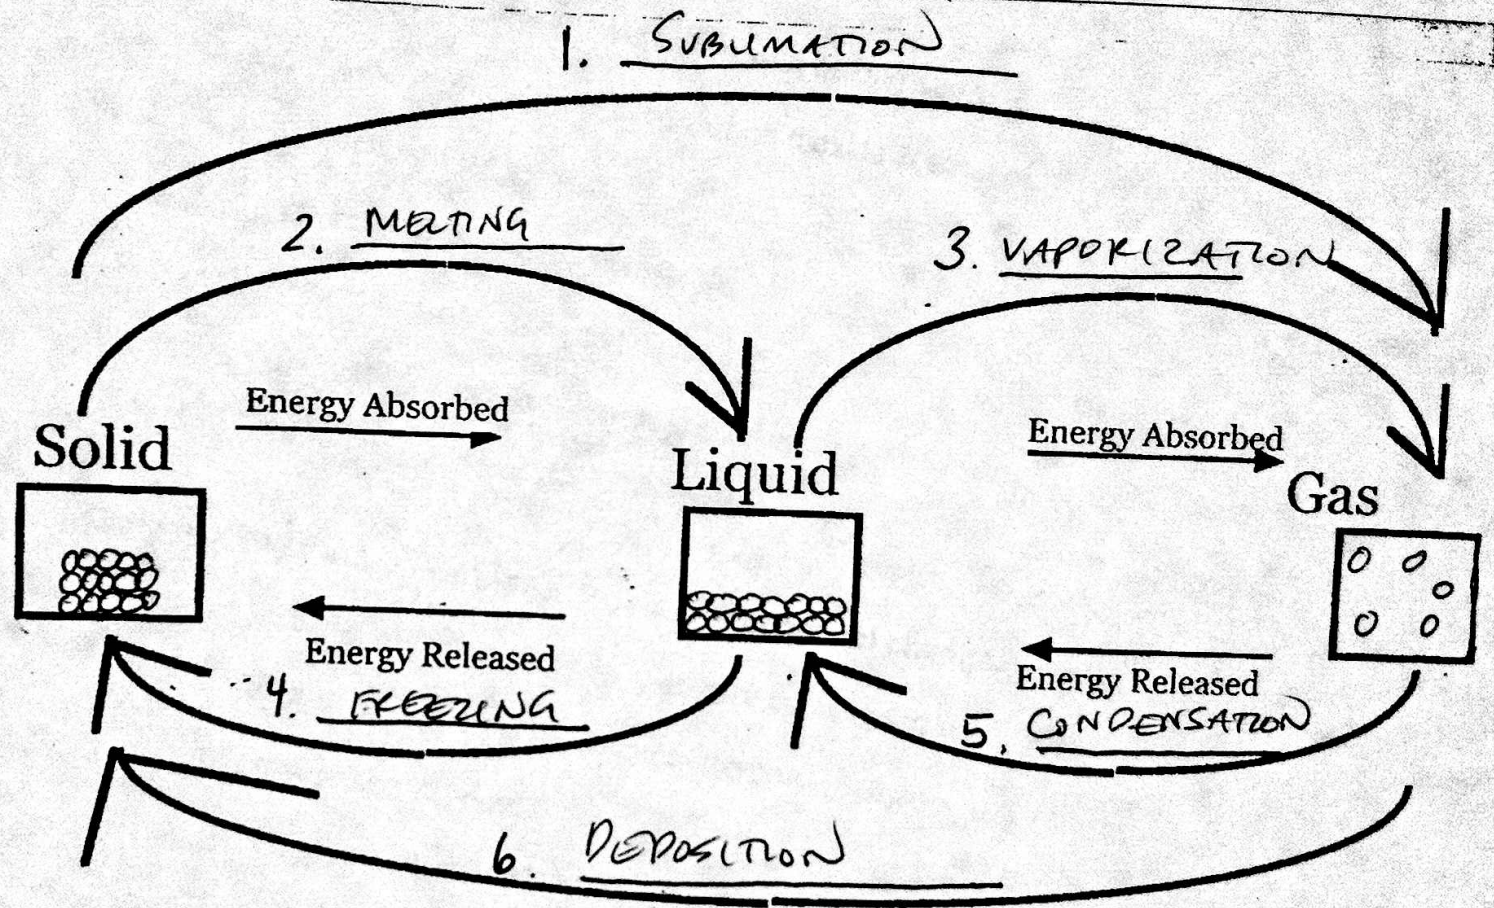 1. SUBLIMATION
2. MELTING
3. VAPORIZATION
Energy Absorbed
Energy Absorbed
Solid
Liquid
Gas
Energy Released
Energy Released
4. FREEZING
5. CONDENSATION
6. DEPOSITION